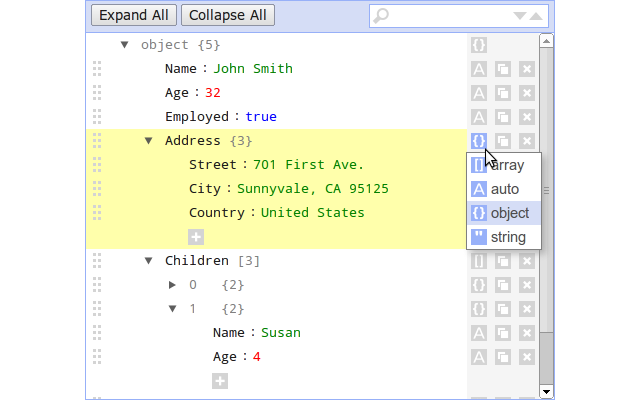 Expand All Collapse All
object {5}
Name : John Smith
Age : 32
Employed : true
Address {3}
Street : 701 First Ave.
array
City : Sunnyvale, CA 95125
auto
Country : United States
object
string
Children [3]
0 {2}
1 {2}
Name : Susan
Age : 4